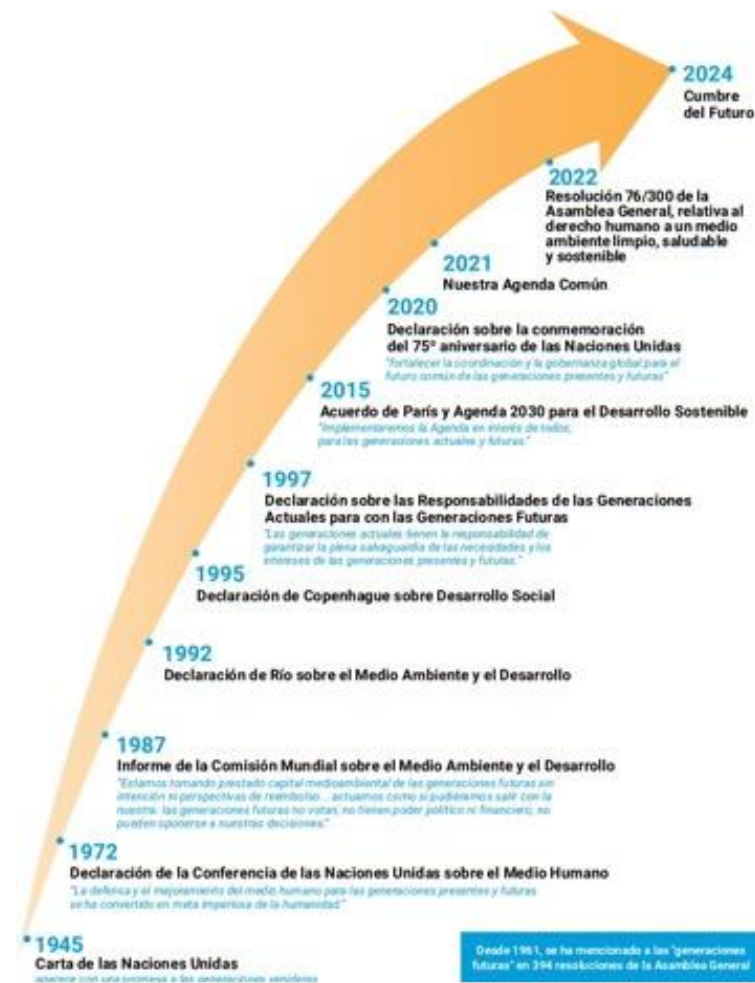 2024
Cumbre
del Futuro
2022
Resolución 76/300 de la
Asamblea General, relativa al
derecho humano a un medio
ambiente limpio, saludable
y sostenible
2021
Nuestra Agenda Común
2020
Declaración sobre la conmemoración
del 75º aniversario de las Naciones Unidas
"fortalecer la coordinación y la gobernanza global para el
futuro común de las generaciones presentes y futuras"
2015
Acuerdo de París y Agenda 2030 para el Desarrollo Sostenible
"Implementaremos la Agenda en interés de todos,
para las generaciones actuales y futuras."
1997
Declaración sobre las Responsabilidades de las Generaciones
Actuales para con las Generaciones Futuras
"Las generaciones actuales tienen la responsabilidad de
garantizar la plena salvaguardia de las necesidades y los
intereses de las generaciones presentes y futuras."
1995
Declaración de Copenhague sobre Desarrollo Social
1992
Declaración de Río sobre el Medio Ambiente y el Desarrollo
1987
Informe de la Comisión Mundial sobre el Medio Ambiente y el Desarrollo
"Estamos tomando prestado capital medioambiental de las generaciones futuras sin
intención ni perspectivas de reembolso... actuamos como si pudiéramos salir con la
nuestra: las generaciones futuras no votan, no tienen poder político ni financiero, no
pueden oponerse a nuestras decisiones."
1972
Declaración de la Conferencia de las Naciones Unidas sobre el Medio Humano
"La defensa y el mejoramiento del medio humano para las generaciones presentes y futuras
se ha convertido en meta imperiosa de la humanidad"
1945
Carta de las Naciones Unidas
aparece con una promesa a las generaciones venideras
Desde 1961, se ha mencionado a las "generaciones
futuras" en 394 resoluciones de la Asamblea General